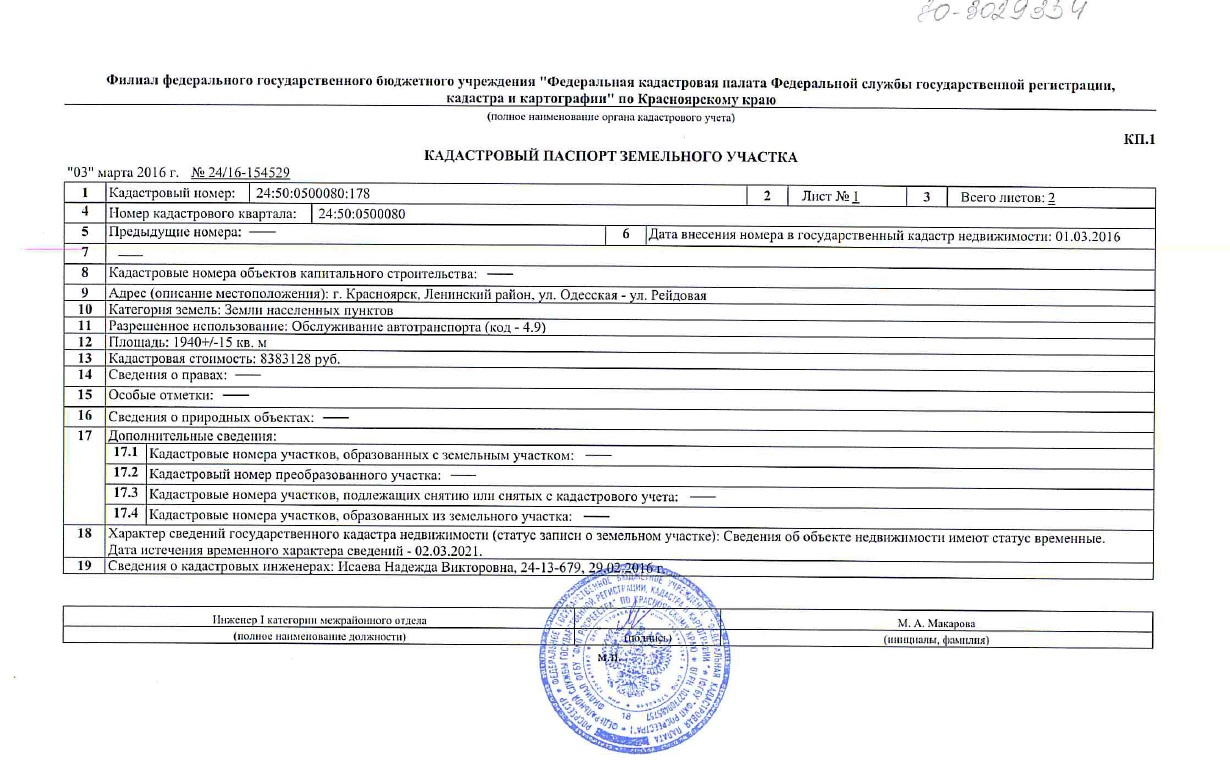 70-3029354
Филиал федерального государственного бюджетного учреждения "Федеральная кадастровая палата Федеральной службы государственной регистрации,
кадастра и картографии" по Красноярскому краю
(полное наименование органа кадастрового учета)
КП.1
КАДАСТРОВЫЙ ПАСПОРТ ЗЕМЕЛЬНОГО УЧАСТКА
"03" марта 2016 г. № 24/16-154529
1 Кадастровый номер: 24:50:0500080:178 2 Лист № 1 3 Всего листов: 2
4 Номер кадастрового квартала: 24:50:0500080
5 Предыдущие номера: —— 6 Дата внесения номера в государственный кадастр недвижимости: 01.03.2016
7 ——
8 Кадастровые номера объектов капитального строительства: ——
9 Адрес (описание местоположения): г. Красноярск, Ленинский район, ул. Одесская - ул. Рейдовая
10 Категория земель: Земли населенных пунктов
11 Разрешенное использование: Обслуживание автотранспорта (код - 4.9)
12 Площадь: 1940+/-15 кв. м
13 Кадастровая стоимость: 8383128 руб.
14 Сведения о правах: ——
15 Особые отметки: ——
16 Сведения о природных объектах: ——
17 Дополнительные сведения:
17.1 Кадастровые номера участков, образованных с земельным участком: ——
17.2 Кадастровый номер преобразованного участка: ——
17.3 Кадастровые номера участков, подлежащих снятию или снятых с кадастрового учета: ——
17.4 Кадастровые номера участков, образованных из земельного участка: ——
18 Характер сведений государственного кадастра недвижимости (статус записи о земельном участке): Сведения об объекте недвижимости имеют статус временные.
Дата истечения временного характера сведений - 02.03.2021.
19 Сведения о кадастровых инженерах: Исаева Надежда Викторовна, 24-13-679, 29.02.2016 г.
Инженер I категории межрайонного отдела М. А. Макарова
(полное наименование должности) (подпись) (инициалы, фамилия)
М.П.